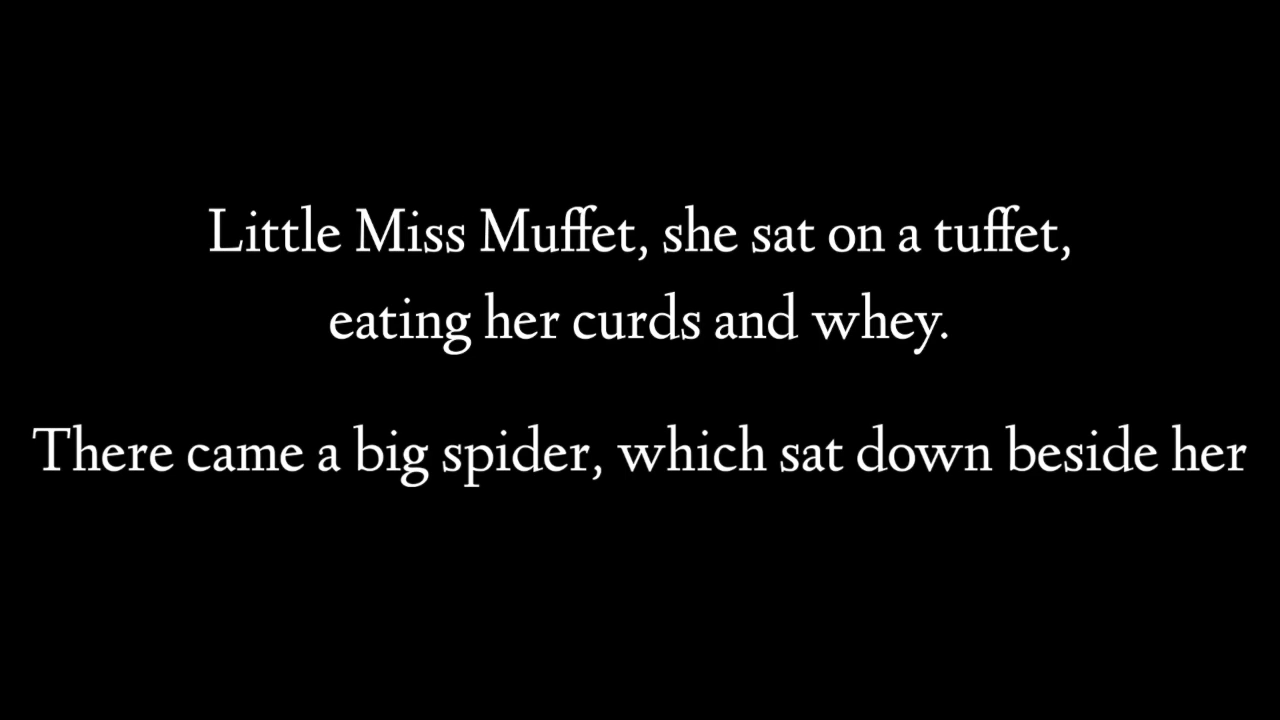 Little Miss Muffet, she sat on a tuffet,
eating her curds and whey.
There came a big spider, which sat down beside her